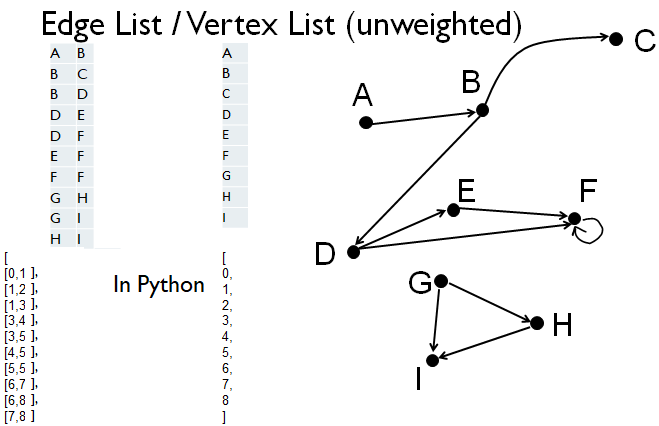 Edge List / Vertex List (unweighted)
A B
B C
B D
D E
D F
E F
F F
G H
G I
H I
A
B
C
D
E
F
G
H
I
[
[0,1 ],
[1,2 ],
[1,3 ],
[3,4 ],
[3,5 ],
[4,5 ],
[5,5 ],
[6,7 ],
[6,8 ],
[7,8 ]
In Python
[
0,
1,
2,
3,
4,
5,
6,
7,
8
]
C
B
A
E
F
D
G
H
I